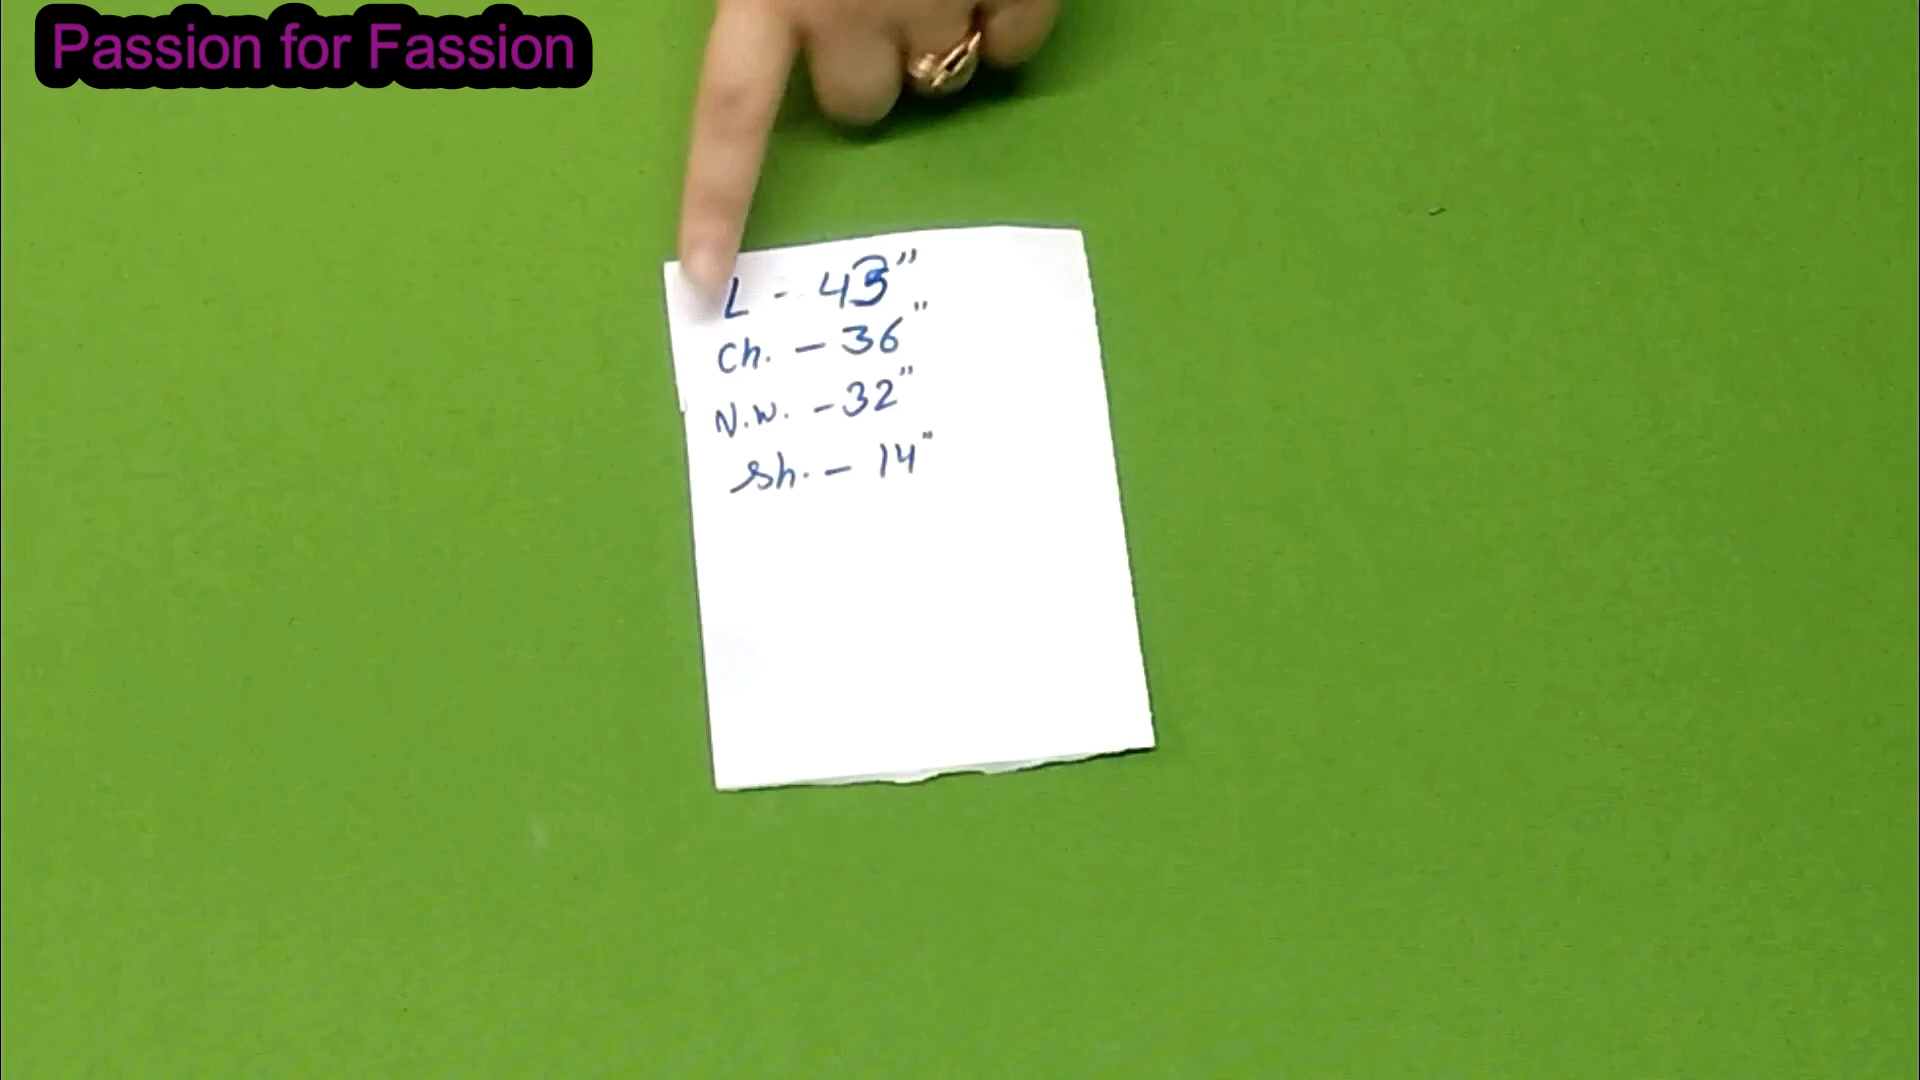 Passion for Fassion
L - 43"
Ch. - 36"
N.W. - 32"
Sh. - 14"